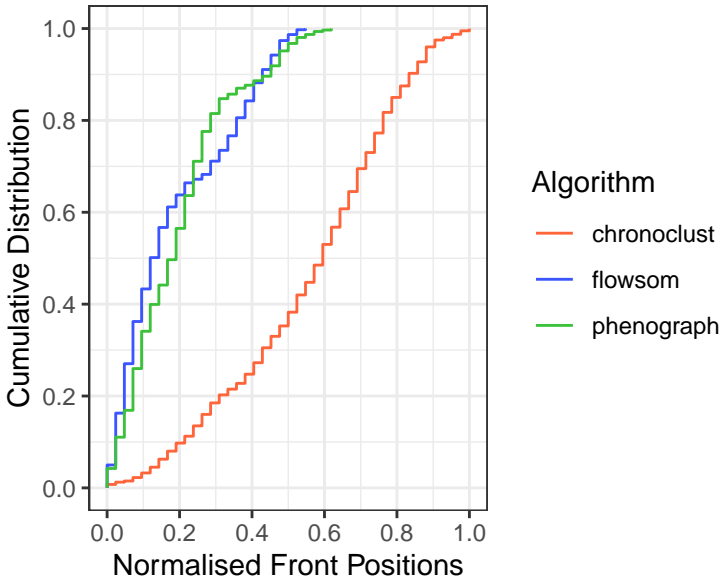 Cumulative Distribution
1.0
0.8
0.6
0.4
0.2
0.0
0.0 0.2 0.4 0.6 0.8 1.0
Normalised Front Positions
Algorithm
chronoclust
flowsom
phenograph